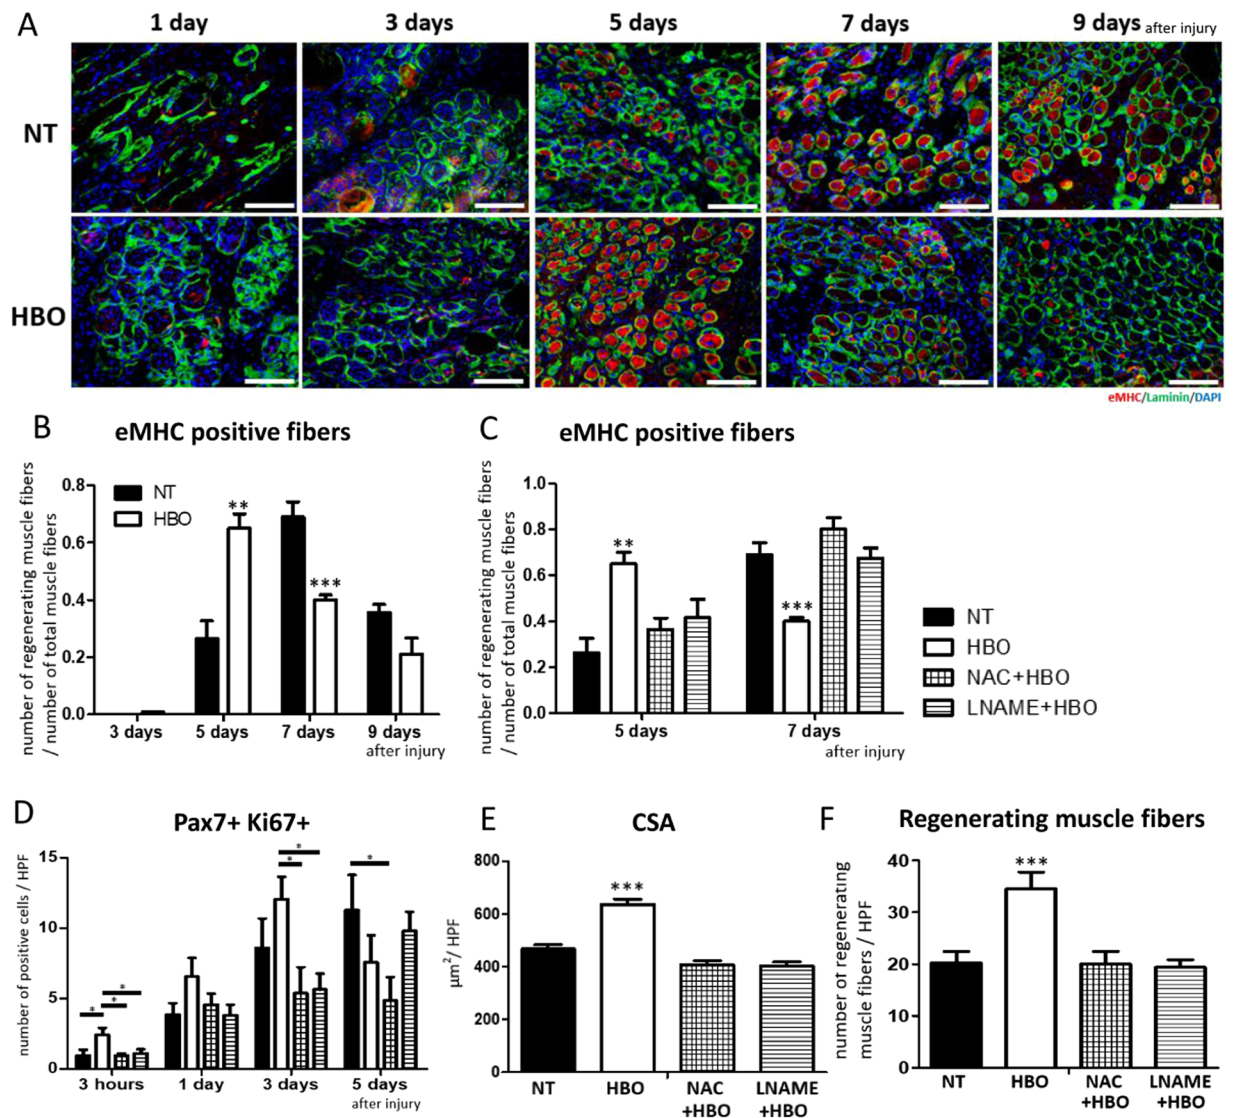 A
1 day 3 days 5 days 7 days 9 days after injury
NT
HBO
eMHC/Laminin/DAPI
B
eMHC positive fibers
number of regenerating muscle fibers
/ number of total muscle fibers
0.8
0.6
0.4
0.2
0.0
NT
HBO
**
***
3 days 5 days 7 days 9 days
after injury
C
eMHC positive fibers
number of regenerating muscle fibers
/ number of total muscle fibers
1.0
0.8
0.6
0.4
0.2
0.0
**
***
5 days 7 days
after injury
NT
HBO
NAC+HBO
LNAME+HBO
D
Pax7+ Ki67+
number of positive cells / HPF
15
10
5
0
* * *
* *
*
3 hours 1 day 3 days 5 days
after injury
E
CSA
µm²/ HPF
800
600
400
200
0
***
NT HBO NAC LNAME
+HBO +HBO
F
Regenerating muscle fibers
number of regenerating
muscle fibers / HPF
40
30
20
10
0
***
NT HBO NAC LNAME
+HBO +HBO